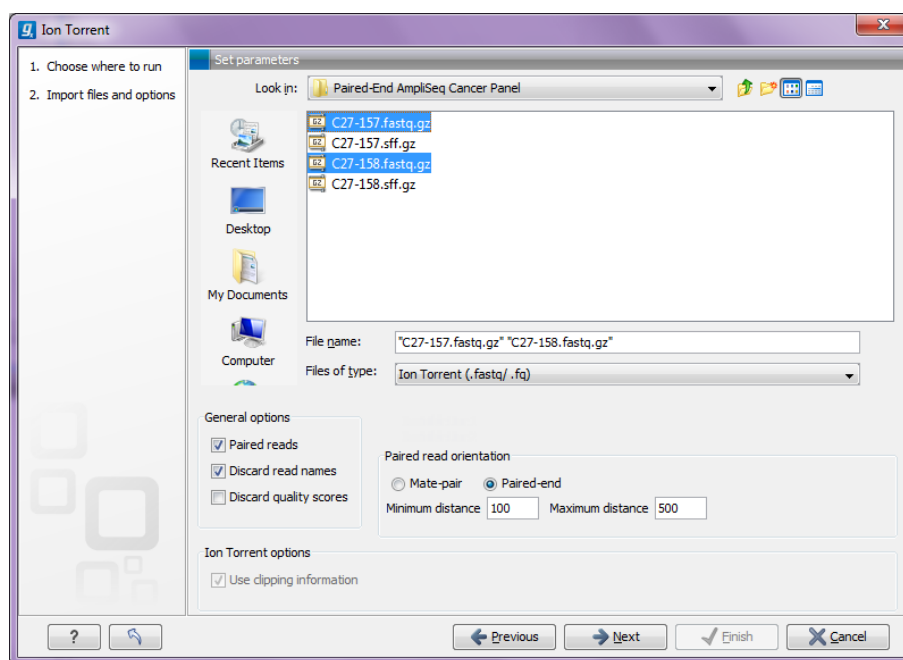 Ion Torrent
1. Choose where to run
2. Import files and options
Set parameters
Look in: Paired-End AmpliSeq Cancer Panel
C27-157.fastq.gz
C27-157.sff.gz
C27-158.fastq.gz
C27-158.sff.gz
Recent Items
Desktop
My Documents
Computer
File name: "C27-157.fastq.gz" "C27-158.fastq.gz"
Files of type: Ion Torrent (.fastq/ .fq)
General options
Paired reads
Discard read names
Discard quality scores
Paired read orientation
Mate-pair Paired-end
Minimum distance 100 Maximum distance 500
Ion Torrent options
Use clipping information
? Previous Next Finish Cancel